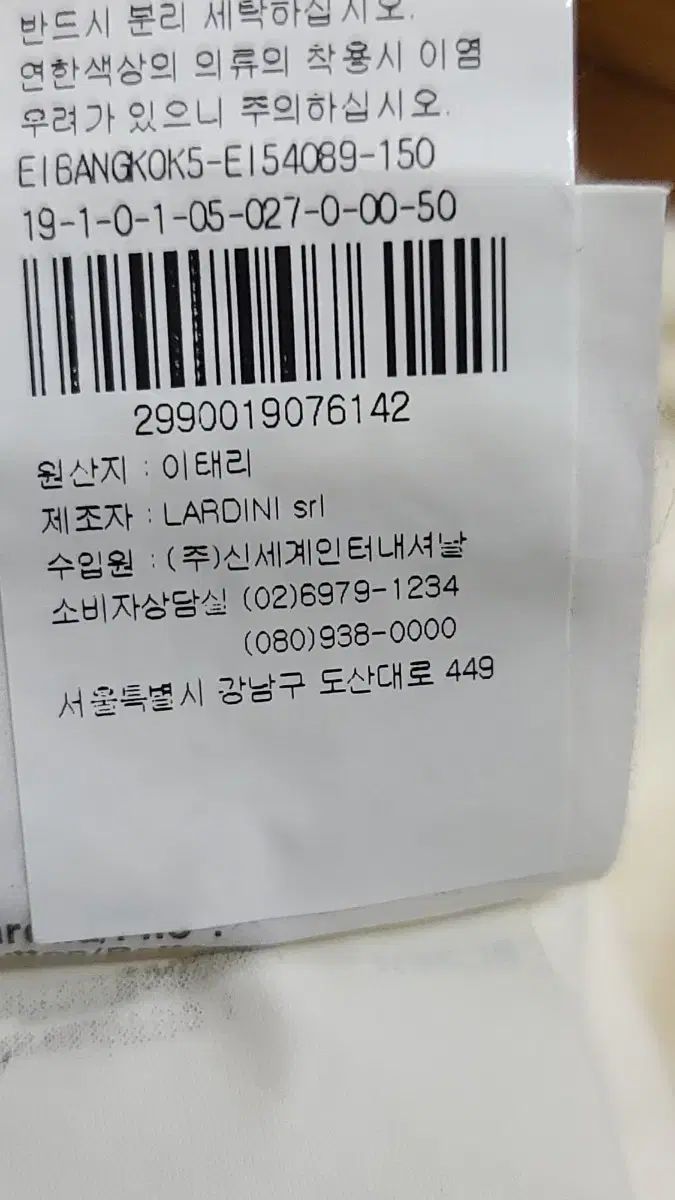 반드시 분리 세탁하십시오.
연한색상의 의류의 착용시 이염
우려가 있으니 주의하십시오.
EIBANGKOK5-EI54089-150
19-1-0-1-05-027-0-00-50
2990019076142
원산지 : 이태리
제조자 : LARDINI srl
수입원 : (주)신세계인터내셔날
소비자상담실 (02)6979-1234
(080)938-0000
서울특별시 강남구 도산대로 449